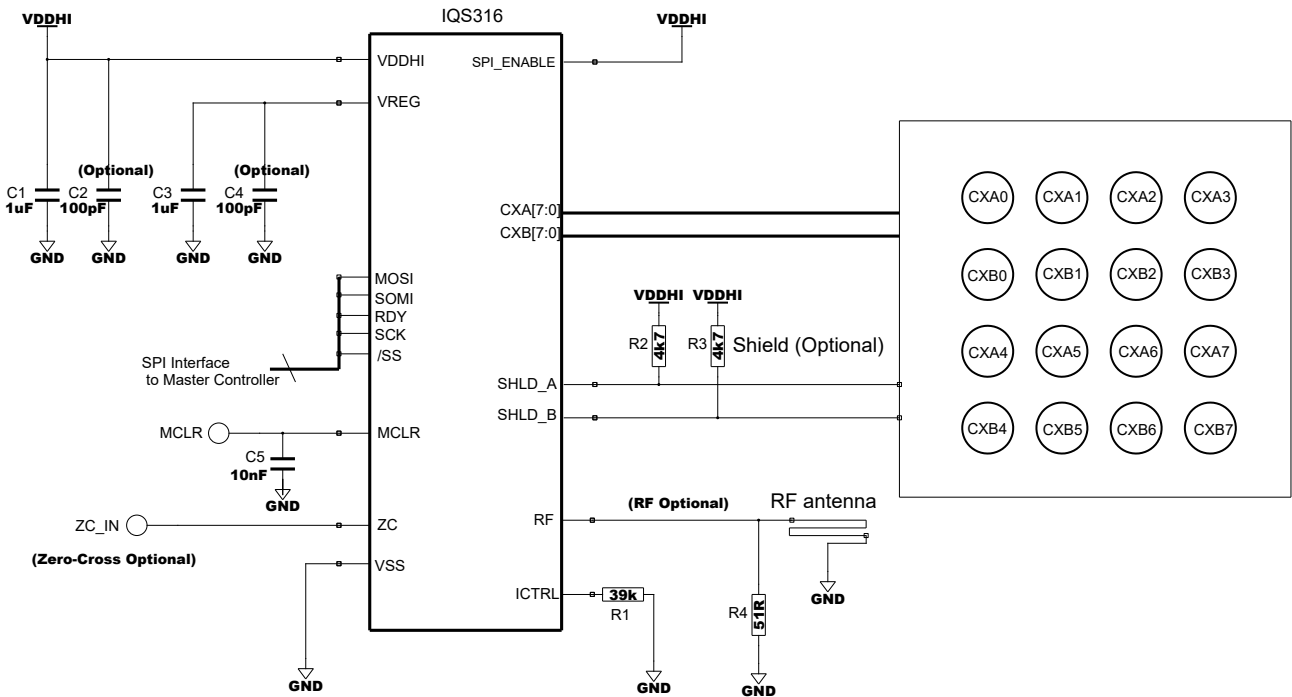 IQS316
VDDHI
VDDHI
VDDHI
SPI_ENABLE
VREG
(Optional)
(Optional)
C1
1uF
C2
100pF
C3
1uF
C4
100pF
GND
GND
GND
GND
CXA[7:0]
CXB[7:0]
CXA0
CXA1
CXA2
CXA3
CXB0
CXB1
CXB2
CXB3
CXA4
CXA5
CXA6
CXA7
CXB4
CXB5
CXB6
CXB7
MOSI
SOMI
RDY
SCK
/SS
SPI Interface
to Master Controller
VDDHI
VDDHI
R2
4k7
R3
4k7
Shield (Optional)
SHLD_A
SHLD_B
MCLR
MCLR
C5
10nF
GND
ZC_IN
ZC
(Zero-Cross Optional)
VSS
GND
RF
(RF Optional)
RF antenna
GND
ICTRL
39k
R1
GND
R4
51R
GND